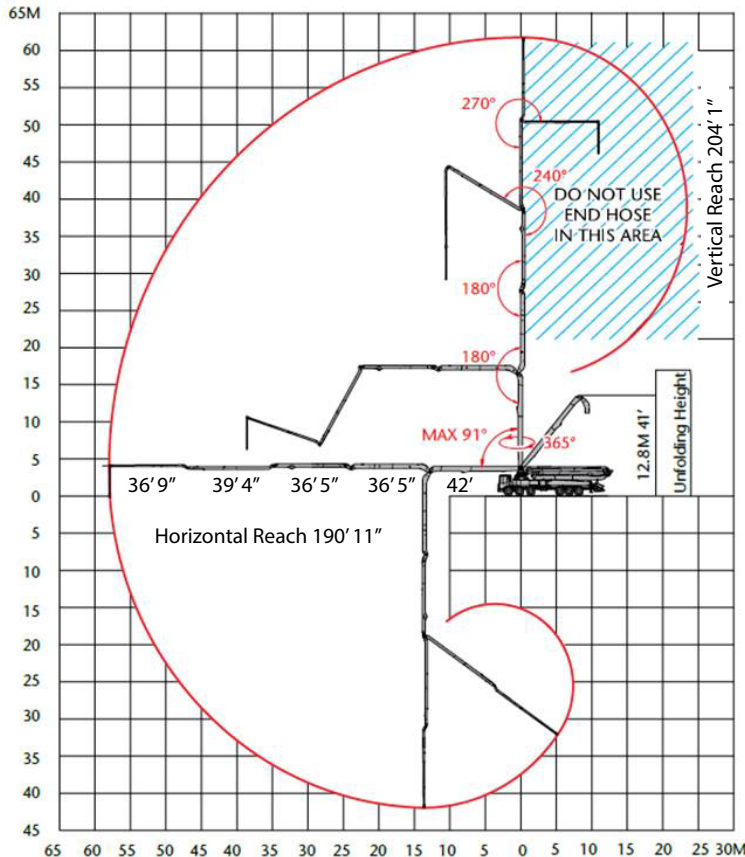 65M
60
55
50
45
40
35
30
25
20
15
10
5
0
5
10
15
20
25
30
35
40
45
270°
240°
DO NOT USE
END HOSE
IN THIS AREA
Vertical Reach 204' 1"
180°
180°
MAX 91°
365°
12.8M 41'
Unfolding Height
36' 9" 39' 4" 36' 5" 36' 5" 42'
Horizontal Reach 190' 11"
65 60 55 50 45 40 35 30 25 20 15 10 5 0 5 10 15 20 25 30M